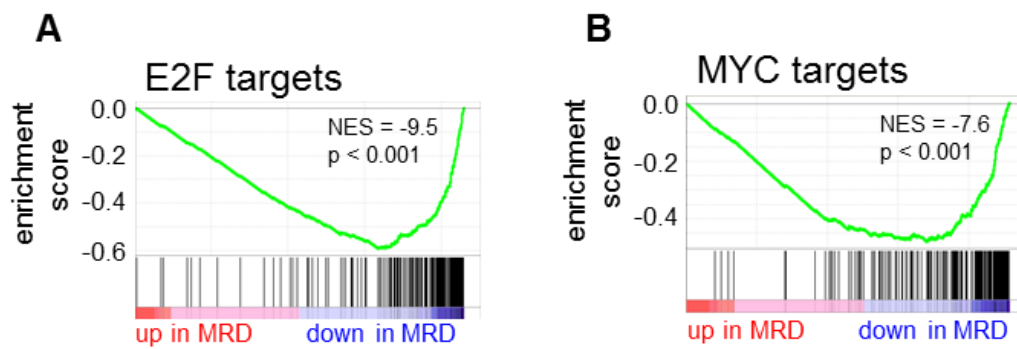 A
E2F targets
enrichment
score
0.0
-0.2
-0.4
-0.6
NES = -9.5
p < 0.001
up in MRD
down in MRD
B
MYC targets
enrichment
score
0.0
-0.2
-0.4
NES = -7.6
p < 0.001
up in MRD
down in MRD